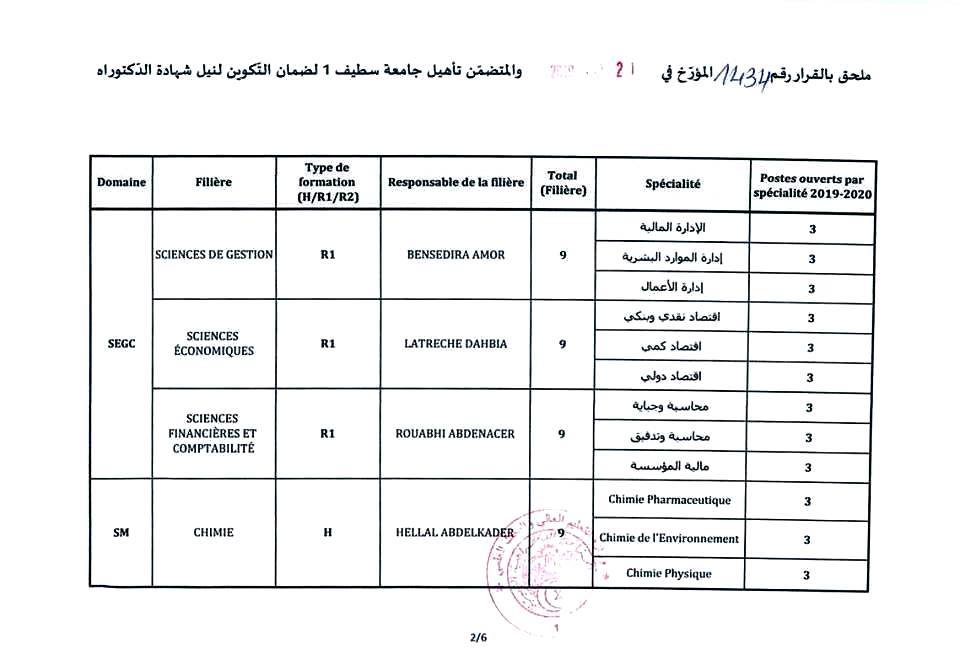 ملحق بالقرار رقم 1434 المؤرّخ في 21 والمتضمّن تأهيل جامعة سطيف 1 لضمان التّكوين لنيل شهادة الدّكتوراه
Domaine Filière Type de formation (H/R1/R2) Responsable de la filière Total (Filière) Spécialité Postes ouverts par spécialité 2019-2020
SEGC
SCIENCES DE GESTION R1 BENSEDIRA AMOR 9
الإدارة المالية 3
إدارة الموارد البشرية 3
إدارة الأعمال 3
SCIENCES ÉCONOMIQUES R1 LATRECHE DAHBIA 9
اقتصاد نقدي وبنكي 3
اقتصاد كمي 3
اقتصاد دولي 3
SCIENCES FINANCIÈRES ET COMPTABILITÉ R1 ROUABHI ABDENACER 9
محاسبة وجباية 3
محاسبة وتدقيق 3
مالية المؤسسة 3
SM
CHIMIE H HELLAL ABDELKADER 9
Chimie Pharmaceutique 3
Chimie de l'Environnement 3
Chimie Physique 3
1
2/6